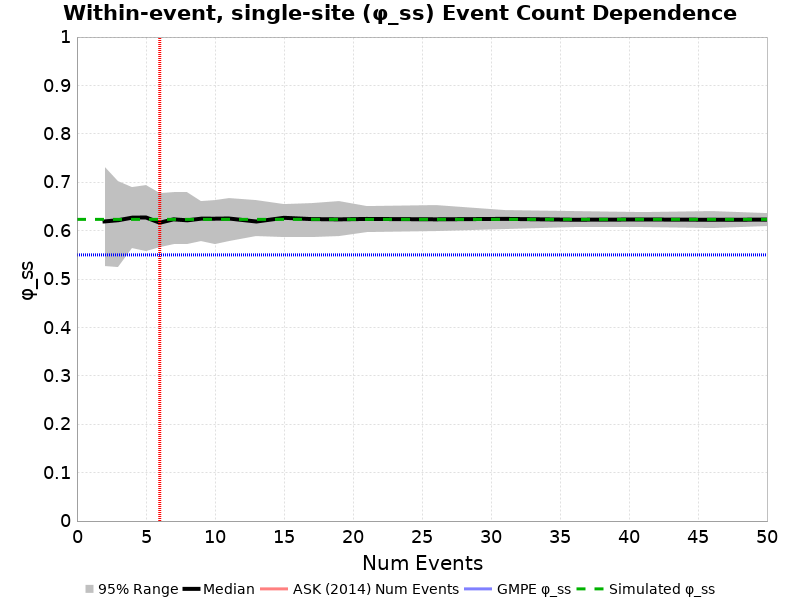 Within-event, single-site (φ_ss) Event Count Dependence
1
0.9
0.8
0.7
0.6
0.5
0.4
0.3
0.2
0.1
0
φ_ss
0 5 10 15 20 25 30 35 40 45 50
Num Events
95% Range Median ASK (2014) Num Events GMPE φ_ss Simulated φ_ss